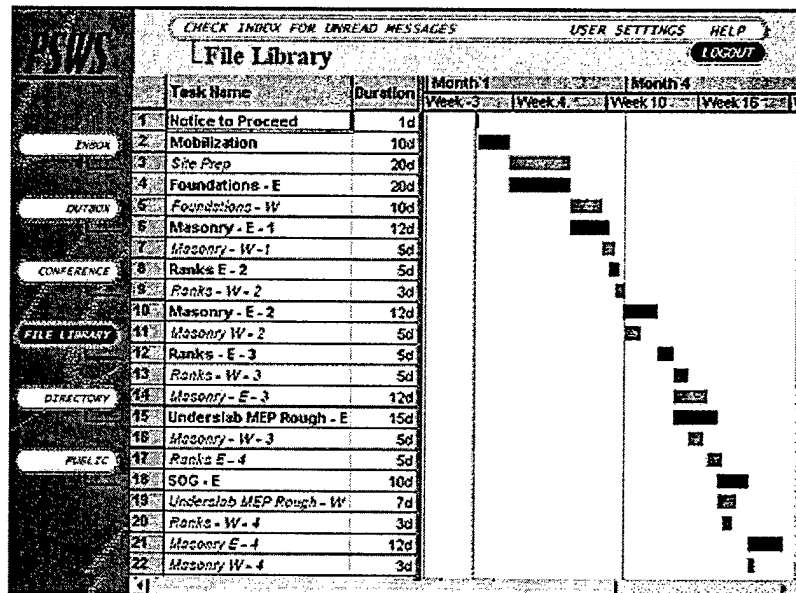 PSWS
CHECK INBOX FOR UNREAD MESSAGES USER SETTINGS HELP
File Library LOGOUT
Task Name Duration Month 1 Month 4
Week -3 Week 4 Week 10 Week 16
1 Notice to Proceed 1d
2 Mobilization 10d
3 Site Prep 20d
4 Foundations - E 20d
5 Foundations - W 10d
6 Masonry - E - 1 12d
7 Masonry - W - 1 5d
8 Ranks E - 2 5d
9 Ranks - W - 2 3d
10 Masonry - E - 2 12d
11 Masonry W - 2 5d
12 Ranks - E - 3 5d
13 Ranks - W - 3 5d
14 Masonry - E - 3 12d
15 Underslab MEP Rough - E 15d
16 Masonry - W - 3 5d
17 Ranks E - 4 5d
18 SOG - E 10d
19 Underslab MEP Rough - W 7d
20 Ranks - W - 4 3d
21 Masonry E - 4 12d
22 Masonry W - 4 3d
INBOX
OUTBOX
CONFERENCE
FILE LIBRARY
DIRECTORY
PUBLIC